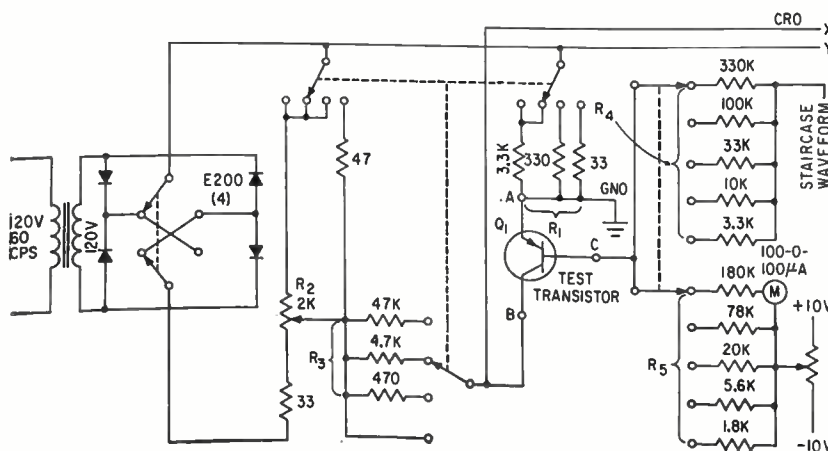 CRO
X
Y
330K
100K
33K
10K
3.3K
R4
STAIRCASE
WAVEFORM
47
3.3K
330
33
.A
GNO
R1
Q1
C
TEST
TRANSISTOR
B
E200
(4)
120V
60
CPS
120V
R2
2K
33
47K
4.7K
470
R3
100-0-
100μA
M
180K
78K
20K
5.6K
1.8K
R5
+10V
-10V